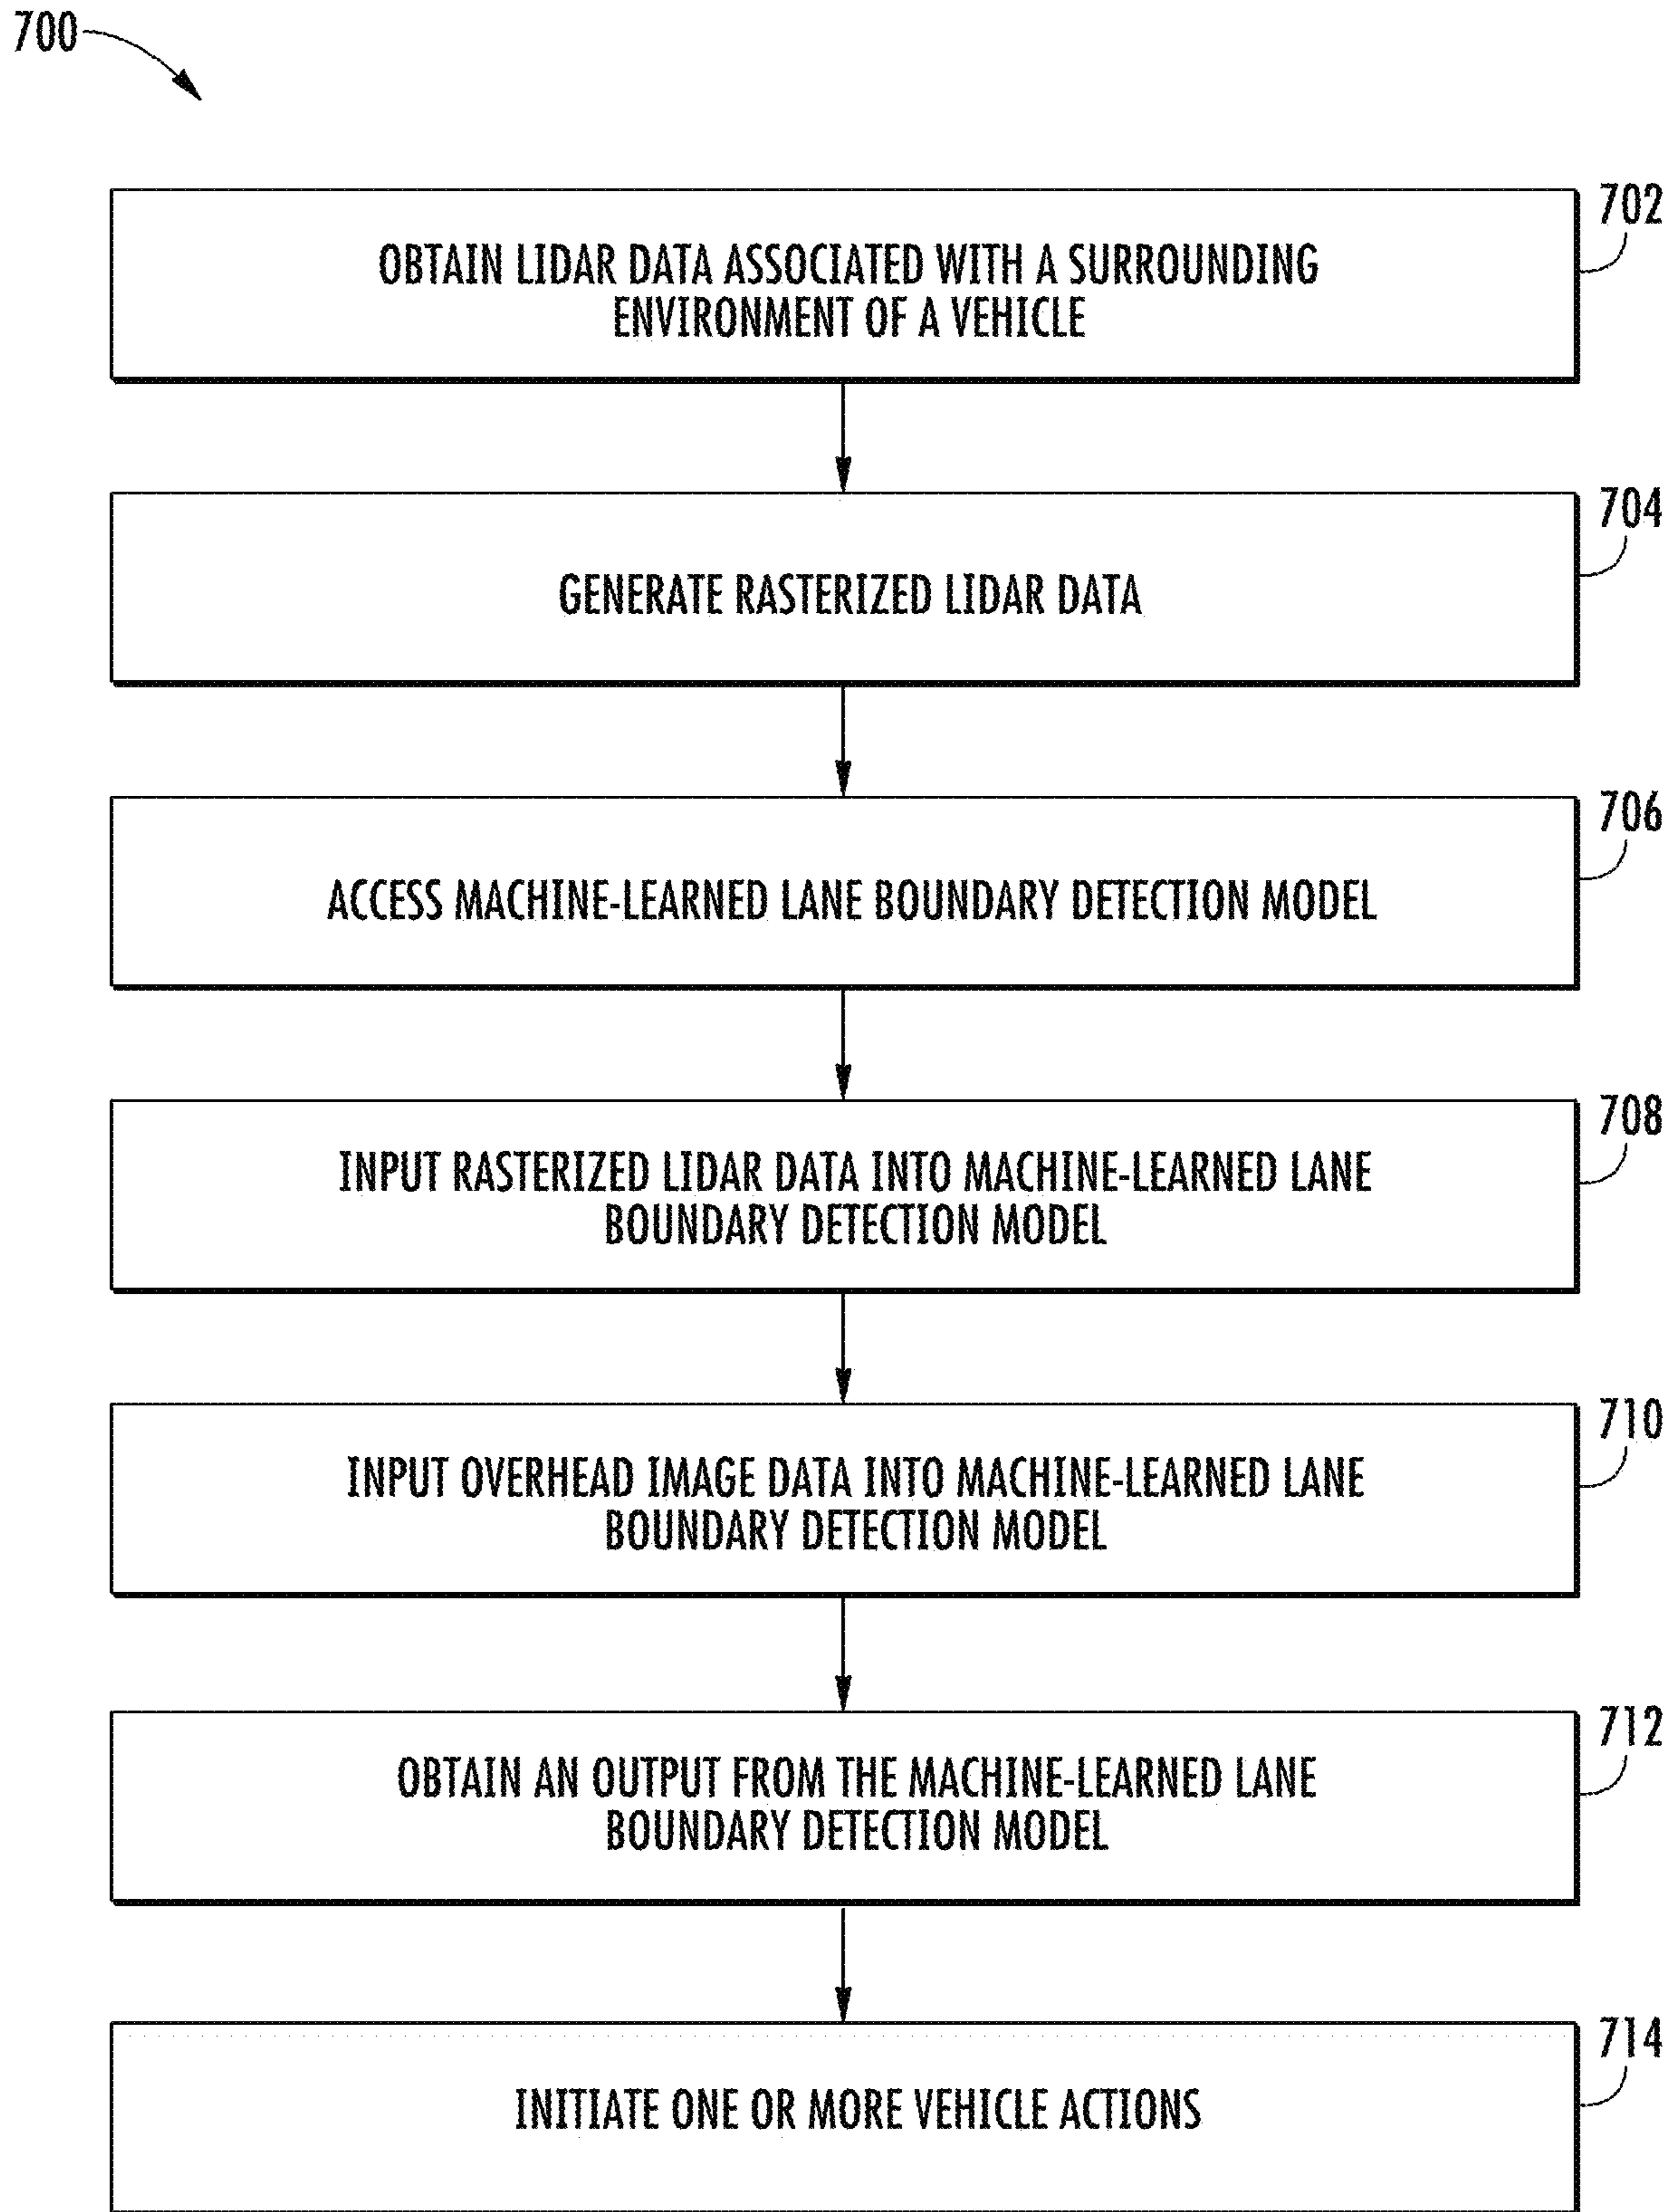 700
702
OBTAIN LIDAR DATA ASSOCIATED WITH A SURROUNDING
ENVIRONMENT OF A VEHICLE
704
GENERATE RASTERIZED LIDAR DATA
706
ACCESS MACHINE-LEARNED LANE BOUNDARY DETECTION MODEL
708
INPUT RASTERIZED LIDAR DATA INTO MACHINE-LEARNED LANE
BOUNDARY DETECTION MODEL
710
INPUT OVERHEAD IMAGE DATA INTO MACHINE-LEARNED LANE
BOUNDARY DETECTION MODEL
712
OBTAIN AN OUTPUT FROM THE MACHINE-LEARNED LANE
BOUNDARY DETECTION MODEL
714
INITIATE ONE OR MORE VEHICLE ACTIONS